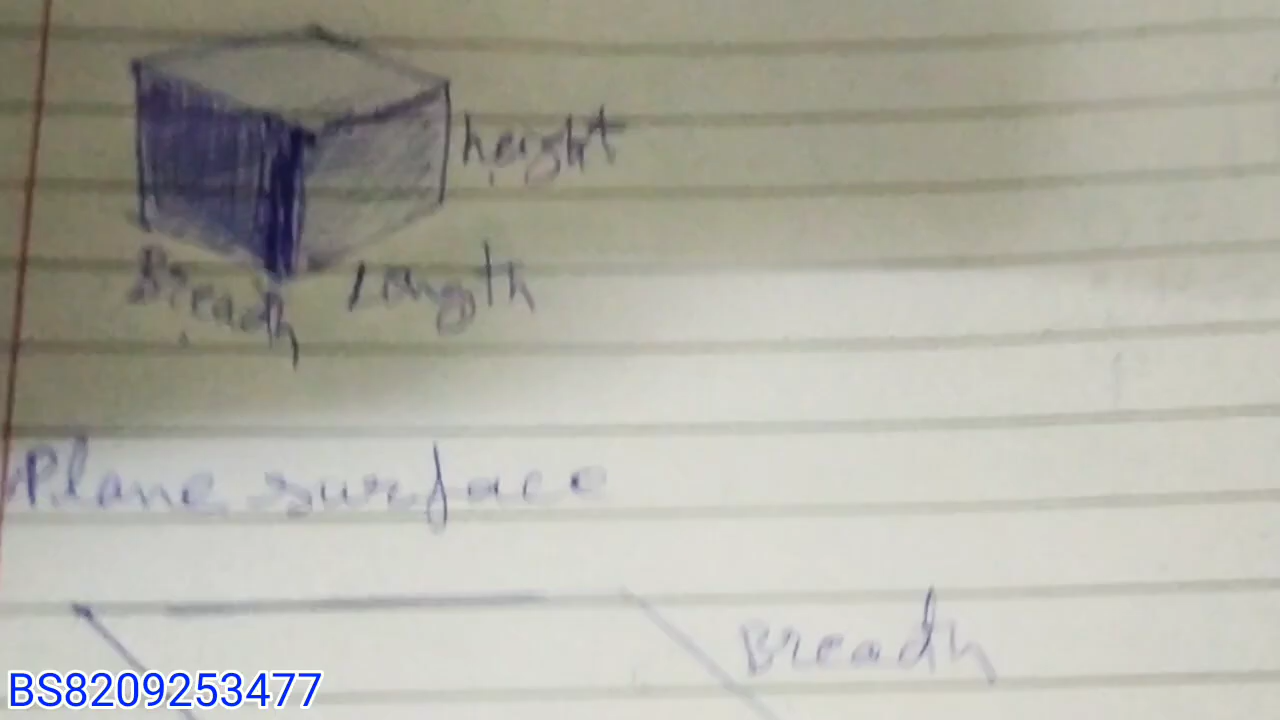 height
Breadh
Length
Plane surface
Breadh
BS8209253477